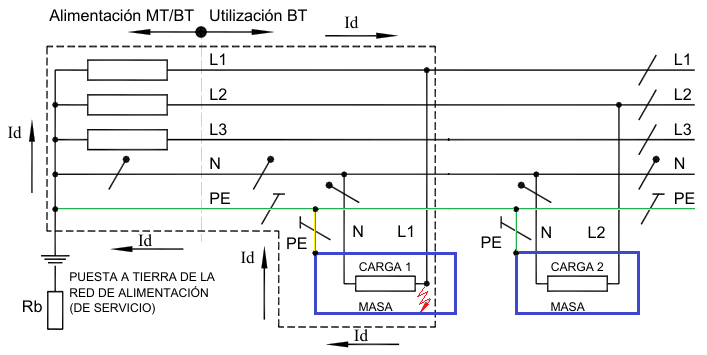 Alimentación MT/BT Utilización BT
Id
L1 L1
L2 L2
Id
L3 L3
N N
PE PE
Id
Id
PE N L1 PE N L2
PUESTA A TIERRA DE LA
RED DE ALIMENTACIÓN
(DE SERVICIO)
Rb
CARGA 1 CARGA 2
MASA MASA
Id